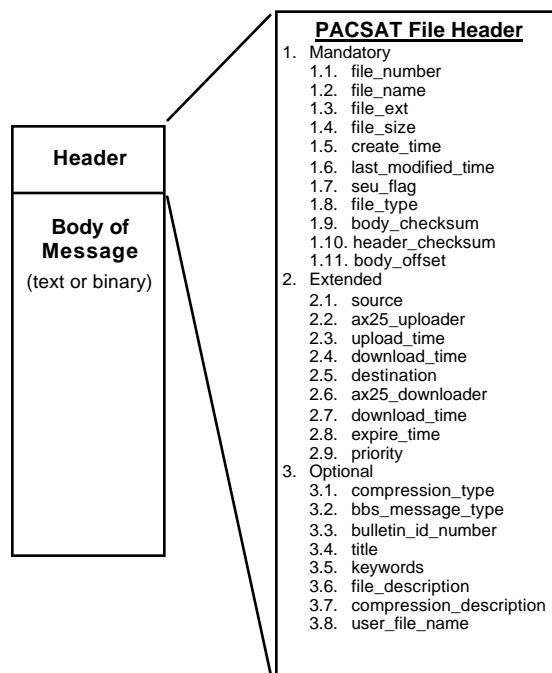 Header
Body of
Message
(text or binary)
PACSAT File Header
1. Mandatory
1.1. file_number
1.2. file_name
1.3. file_ext
1.4. file_size
1.5. create_time
1.6. last_modified_time
1.7. seu_flag
1.8. file_type
1.9. body_checksum
1.10. header_checksum
1.11. body_offset
2. Extended
2.1. source
2.2. ax25_uploader
2.3. upload_time
2.4. download_time
2.5. destination
2.6. ax25_downloader
2.7. download_time
2.8. expire_time
2.9. priority
3. Optional
3.1. compression_type
3.2. bbs_message_type
3.3. bulletin_id_number
3.4. title
3.5. keywords
3.6. file_description
3.7. compression_description
3.8. user_file_name